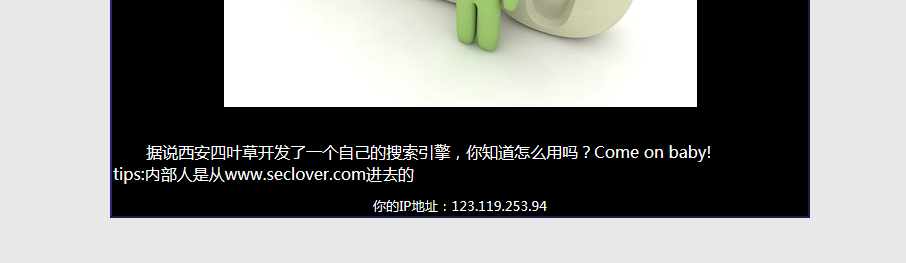 据说西安四叶草开发了一个自己的搜索引擎，你知道怎么用吗？Come on baby!
tips:内部人是从www.seclover.com进去的
你的IP地址：123.119.253.94